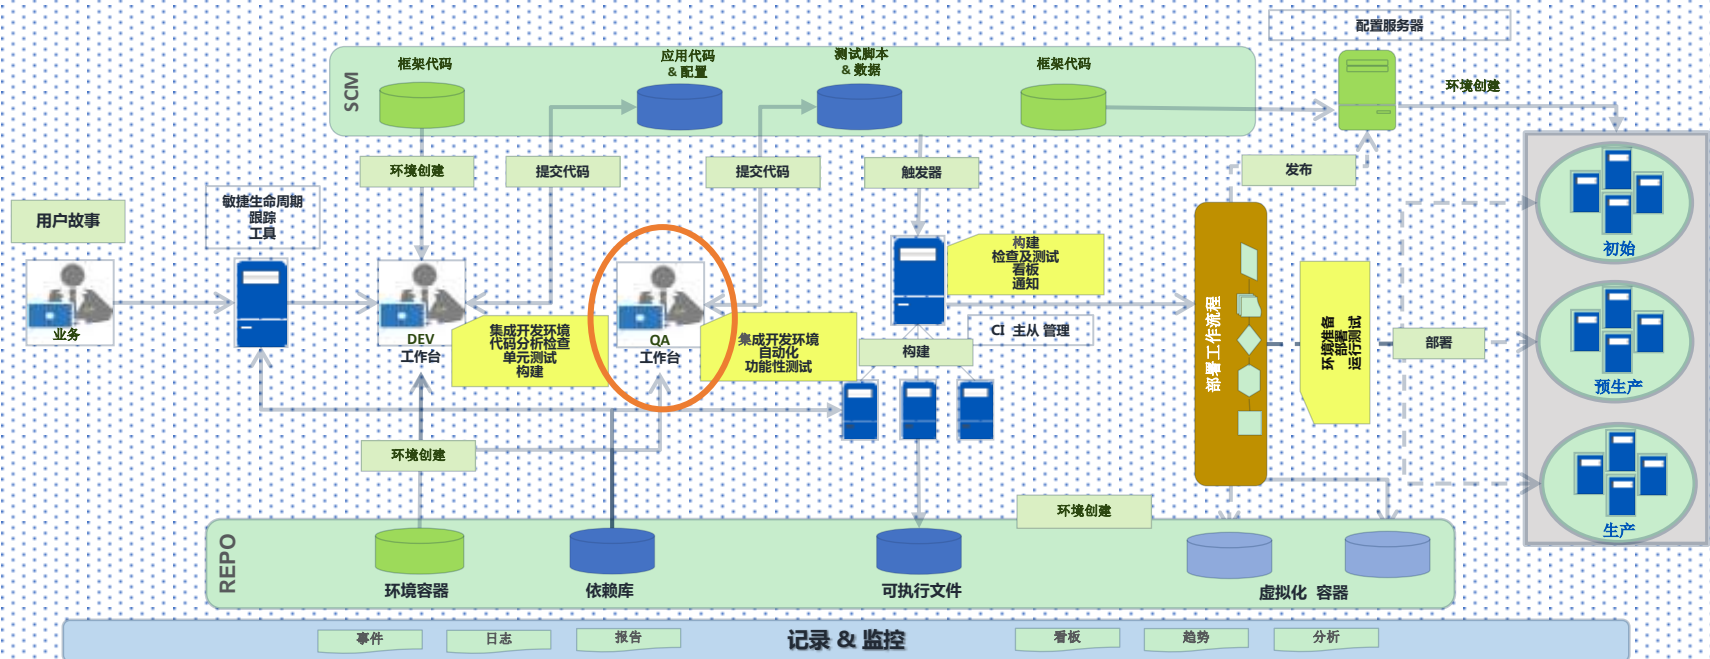 配置服务器
SCM
框架代码
应用代码
& 配置
测试脚本
& 数据
框架代码
环境创建
环境创建
提交代码
提交代码
触发器
发布
用户故事
敏捷生命周期
跟踪
工具
业务
DEV
工作台
集成开发环境
代码分析检查
单元测试
构建
QA
工作台
集成开发环境
自动化
功能性测试
构建
检查及测试
看板
通知
CI 主从 管理
构建
部署工作流程
环境准备
部署
运行测试
部署
初始
预生产
生产
环境创建
环境创建
REPO
环境容器
依赖库
可执行文件
虚拟化 容器
事件
日志
报告
记录 & 监控
看板
趋势
分析